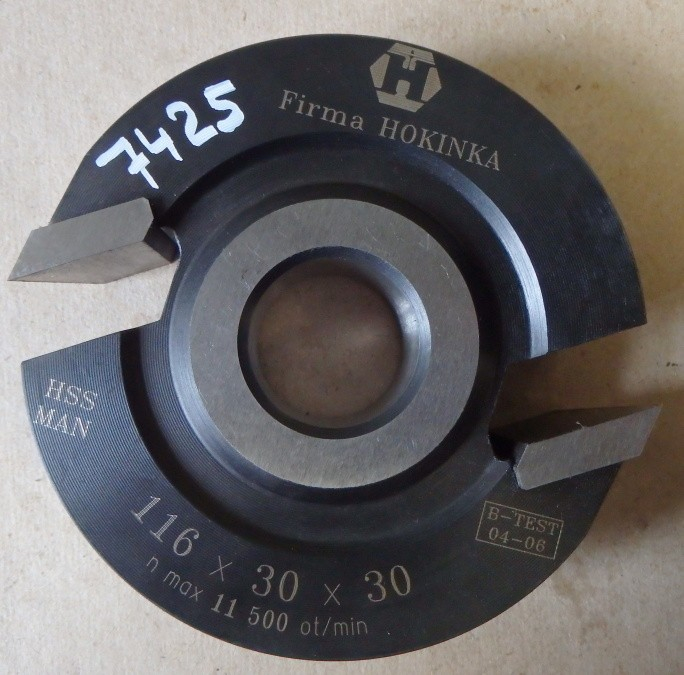 7425
Firma HOKINKA
HSS
MAN
B-TEST
04-06
116 x 30 x 30
n max 11 500 ot/min